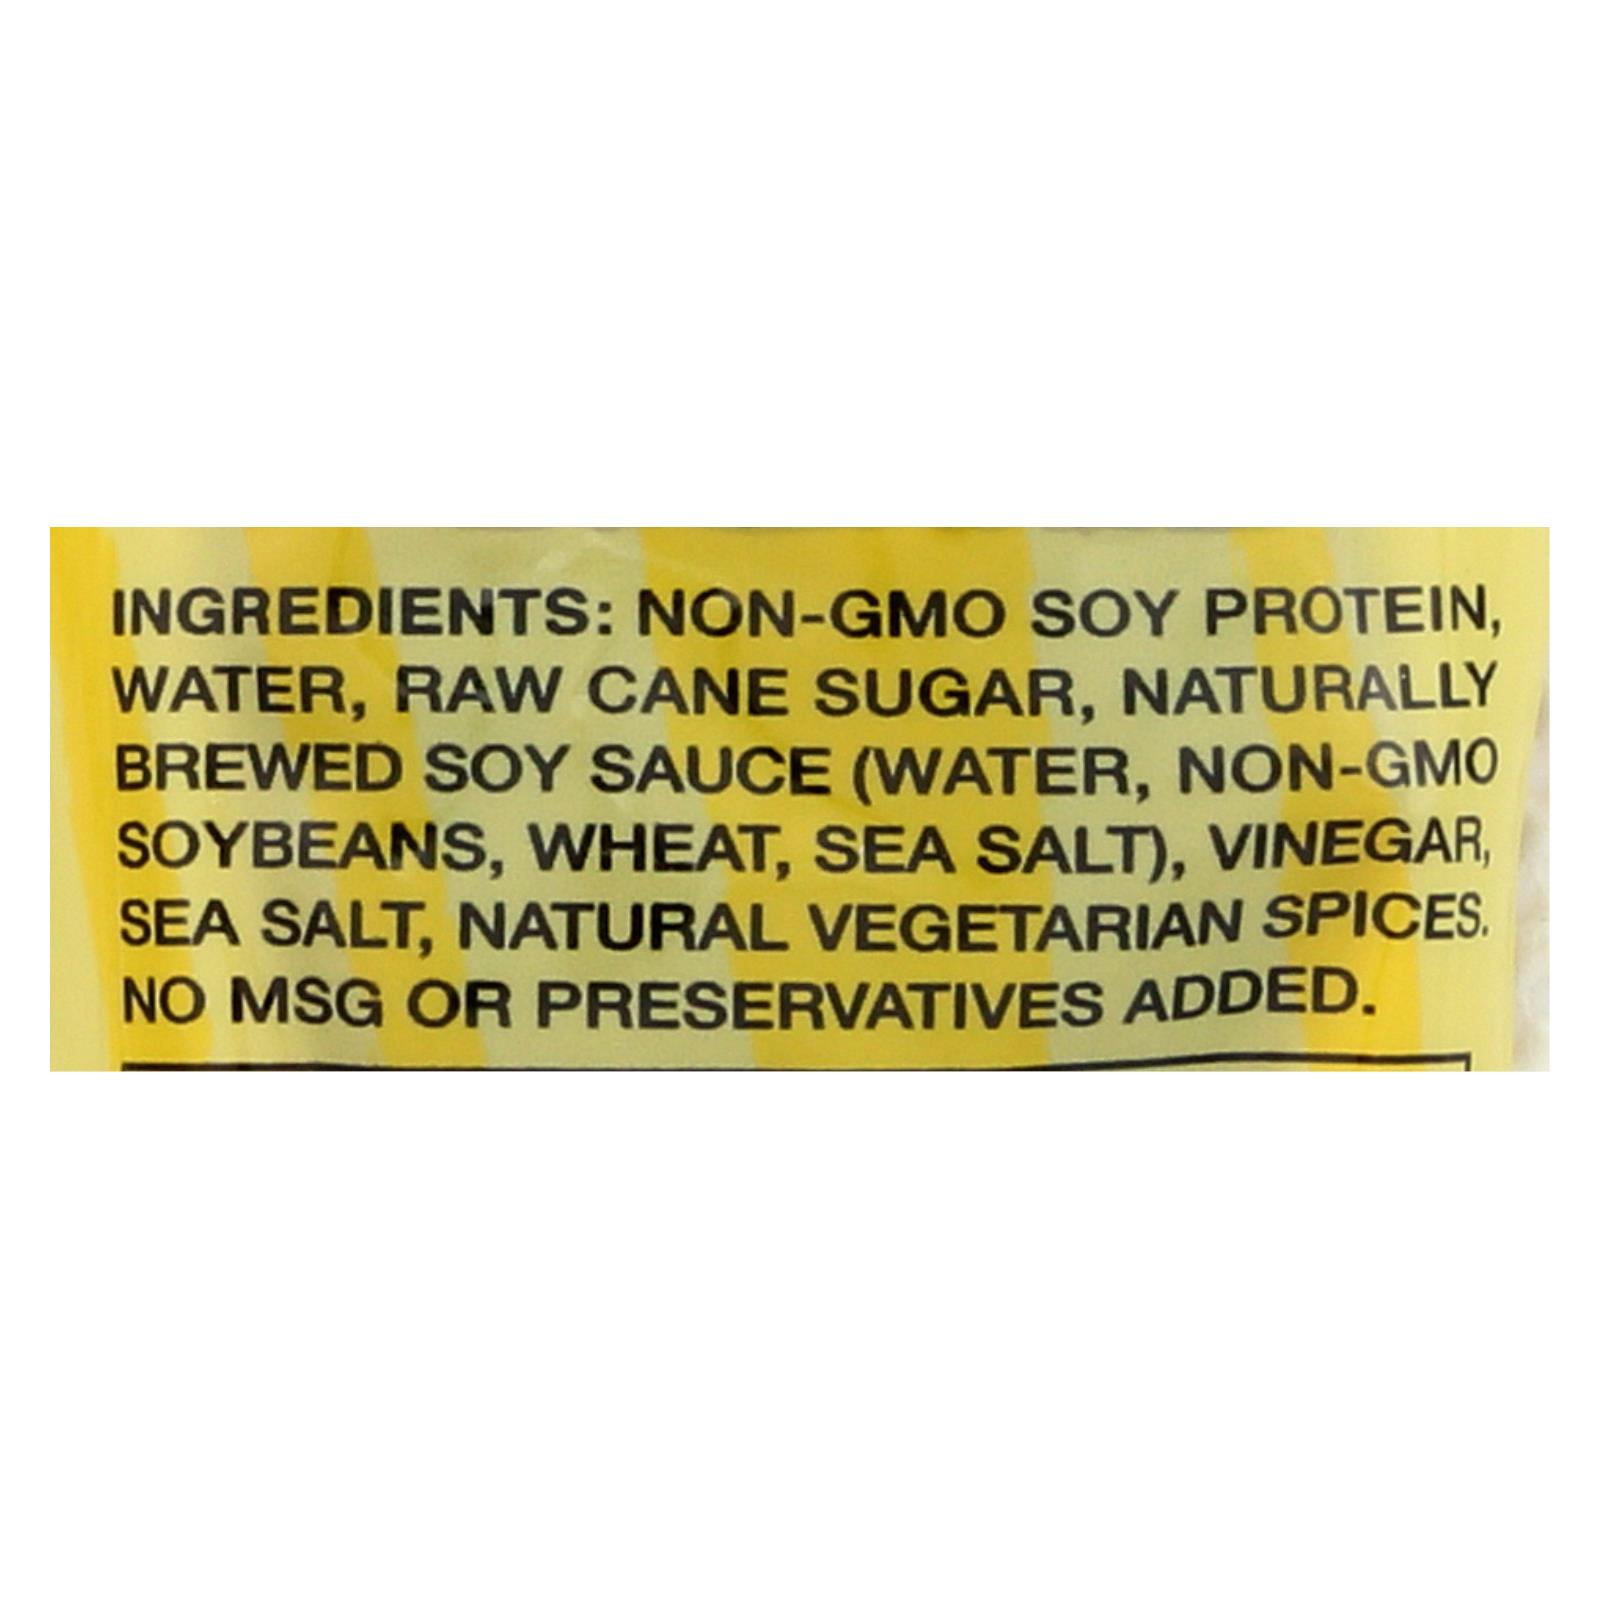 INGREDIENTS: NON-GMO SOY PROTEIN,
WATER, RAW CANE SUGAR, NATURALLY
BREWED SOY SAUCE (WATER, NON-GMO
SOYBEANS, WHEAT, SEA SALT), VINEGAR,
SEA SALT, NATURAL VEGETARIAN SPICES.
NO MSG OR PRESERVATIVES ADDED.